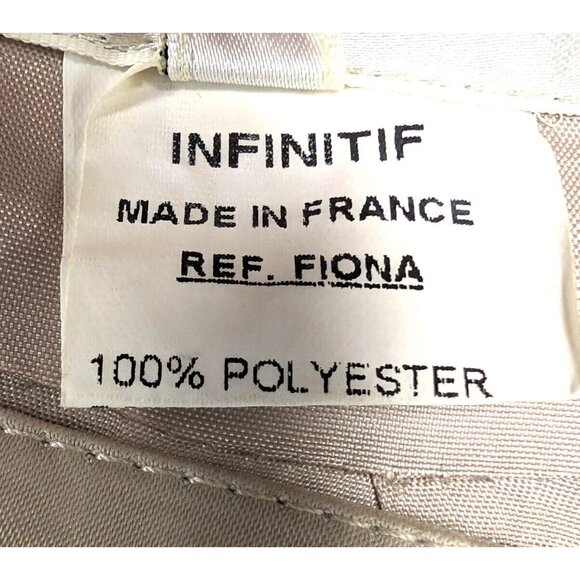 INFINITIF
MADE IN FRANCE
REF. FIONA
100% POLYESTER